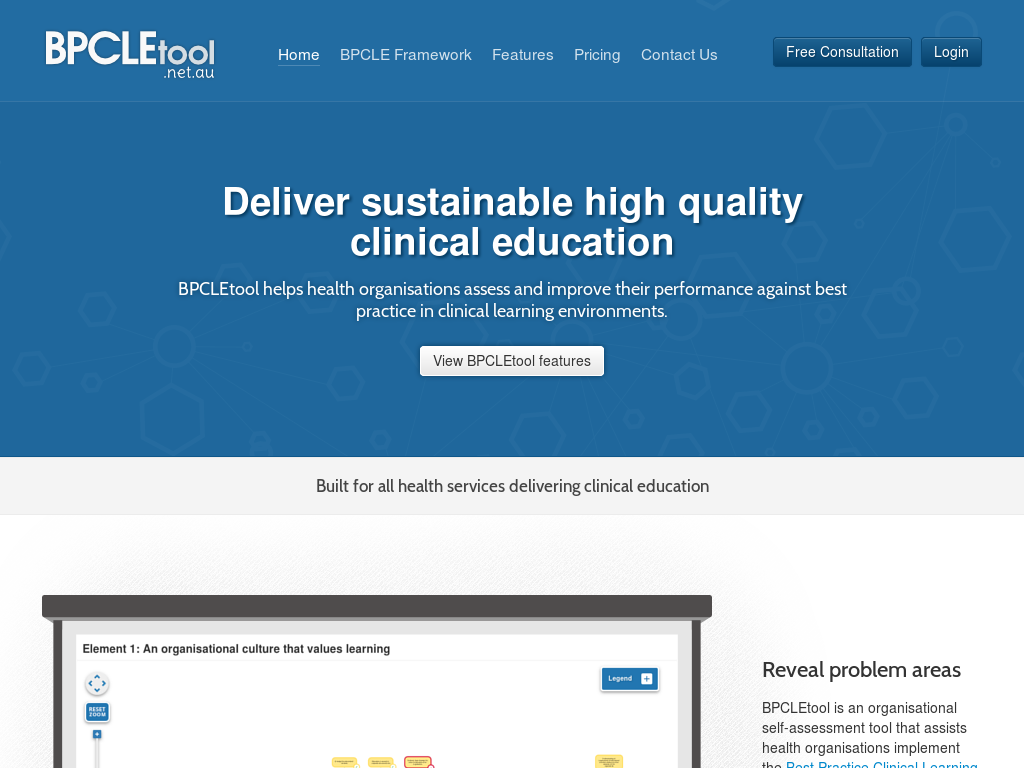 BPCLEtool
.net.au
Home BPCLE Framework Features Pricing Contact Us
Free Consultation Login
Deliver sustainable high quality
clinical education
BPCLEtool helps health organisations assess and improve their performance against best
practice in clinical learning environments.
View BPCLEtool features
Built for all health services delivering clinical education
Element 1: An organisational culture that values learning
Legend
RESET
ZOOM
Reveal problem areas
BPCLEtool is an organisational
self-assessment tool that assists
health organisations implement
the Best Practice Clinical Learning